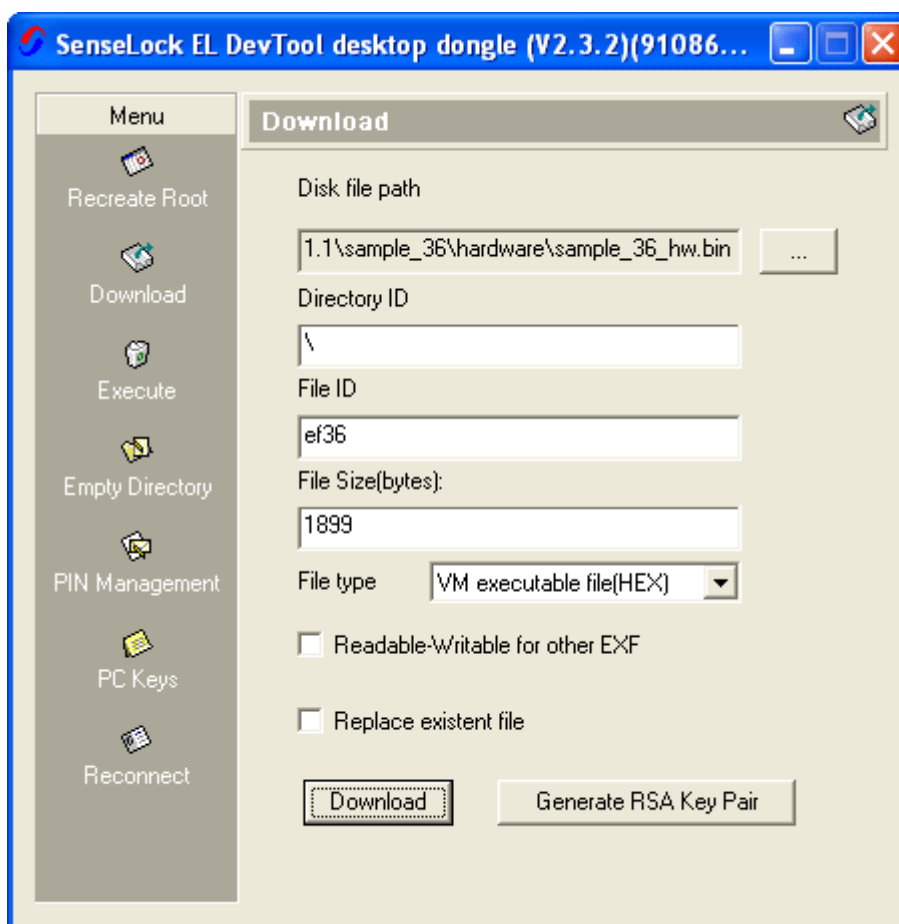 SenseLock EL DevTool desktop dongle (V2.3.2)(91086...
Menu
Recreate Root
Download
Execute
Empty Directory
PIN Management
PC Keys
Reconnect
Download
Disk file path
1.1\sample_36\hardware\sample_36_hw.bin
...
Directory ID
\
File ID
ef36
File Size(bytes):
1899
File type VM executable file(HEX)
Readable-Writable for other EXF
Replace existent file
Download Generate RSA Key Pair